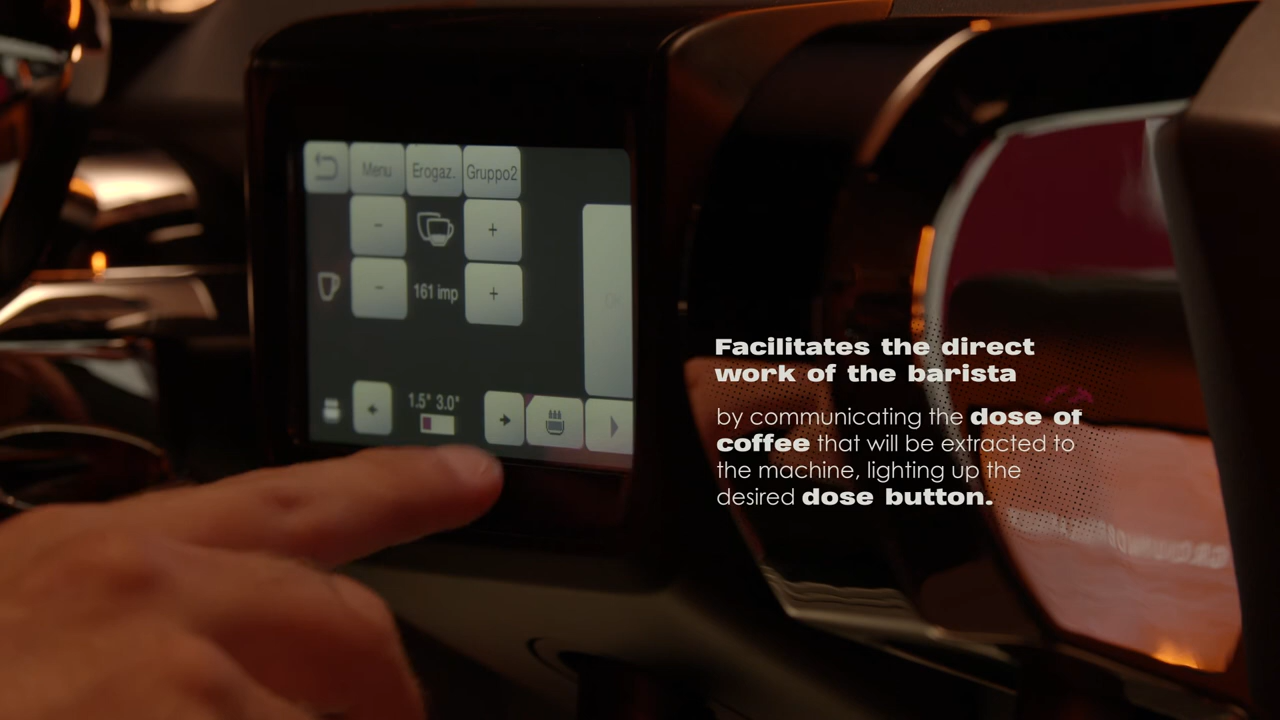 Menu Erogaz. Gruppo2
- +
- 161 imp +
1.5" 3.0"
Facilitates the direct
work of the barista
by communicating the dose of
coffee that will be extracted to
the machine, lighting up the
desired dose button.